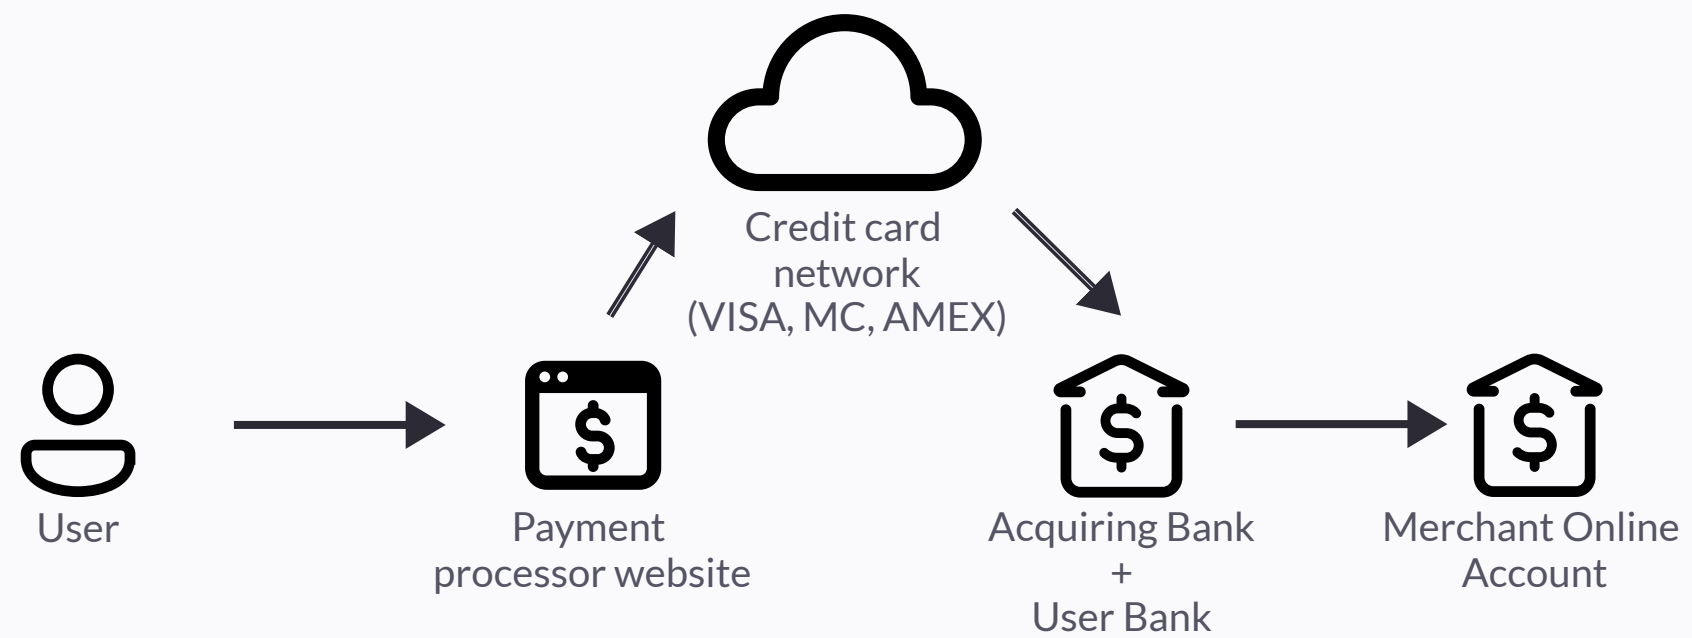 Credit card
network
(VISA, MC, AMEX)
$
$
$
User
Payment
processor website
Acquiring Bank
+
User Bank
Merchant Online
Account